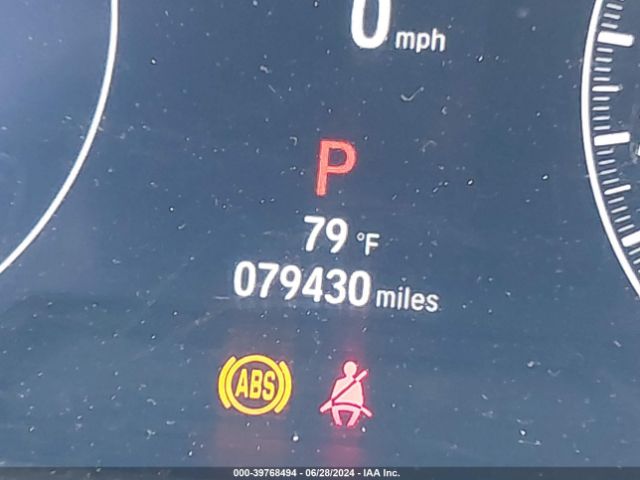 0 mph
P
79 °F
079430 miles
ABS
000-39768494 - 06/28/2024 - IAA Inc.